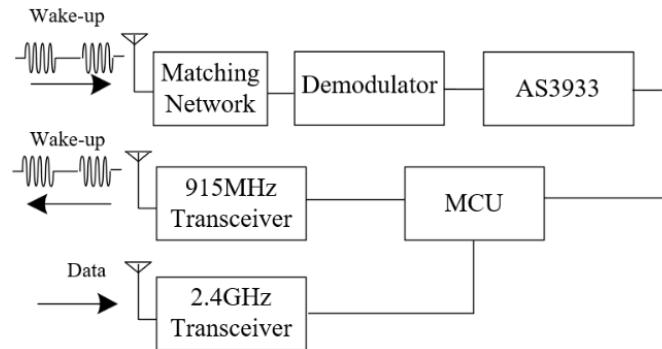 Wake-up
Matching
Network
Demodulator
AS3933
Wake-up
915MHz
Transceiver
MCU
Data
2.4GHz
Transceiver